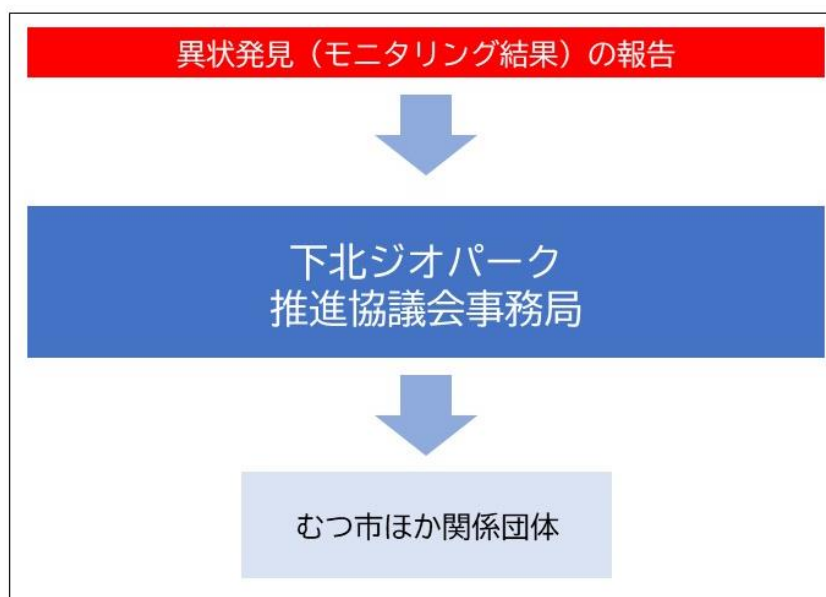 異状発見（モニタリング結果）の報告
下北ジオパーク
推進協議会事務局
むつ市ほか関係団体